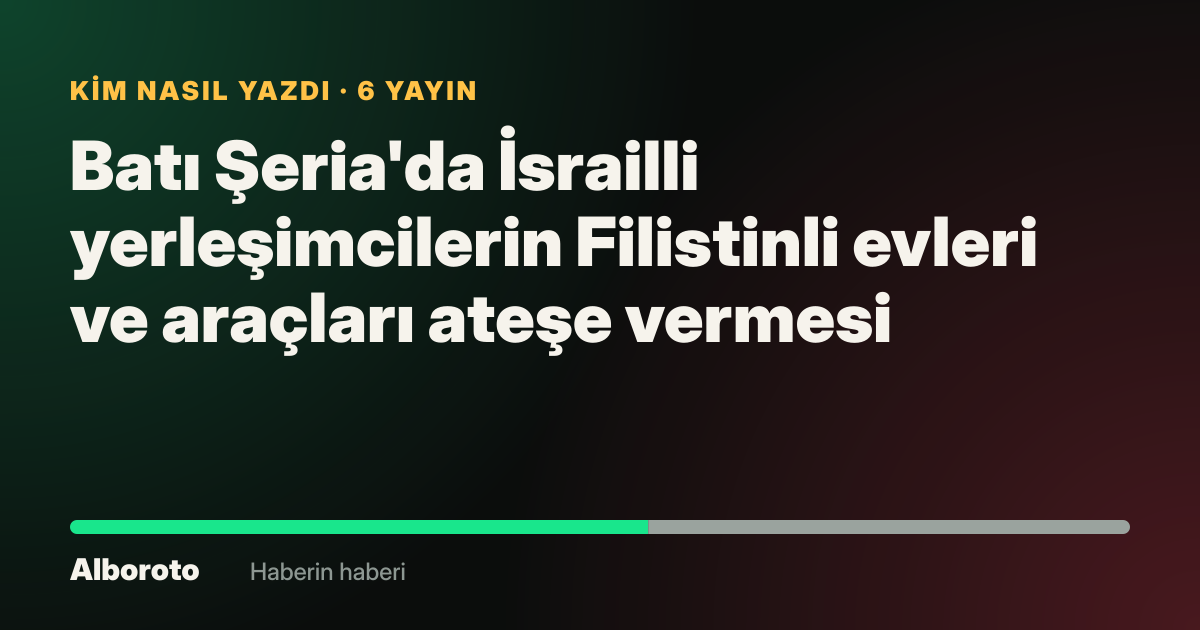 KİM NASIL YAZDI · 6 YAYIN
Batı Şeria'da İsrailli
yerleşimcilerin Filistinli evleri
ve araçları ateşe vermesi
Alboroto
Haberin haberi